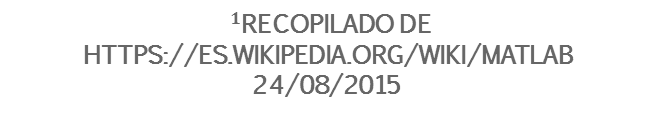 ¹RECOPILADO DE
HTTPS://ES.WIKIPEDIA.ORG/WIKI/MATLAB
24/08/2015